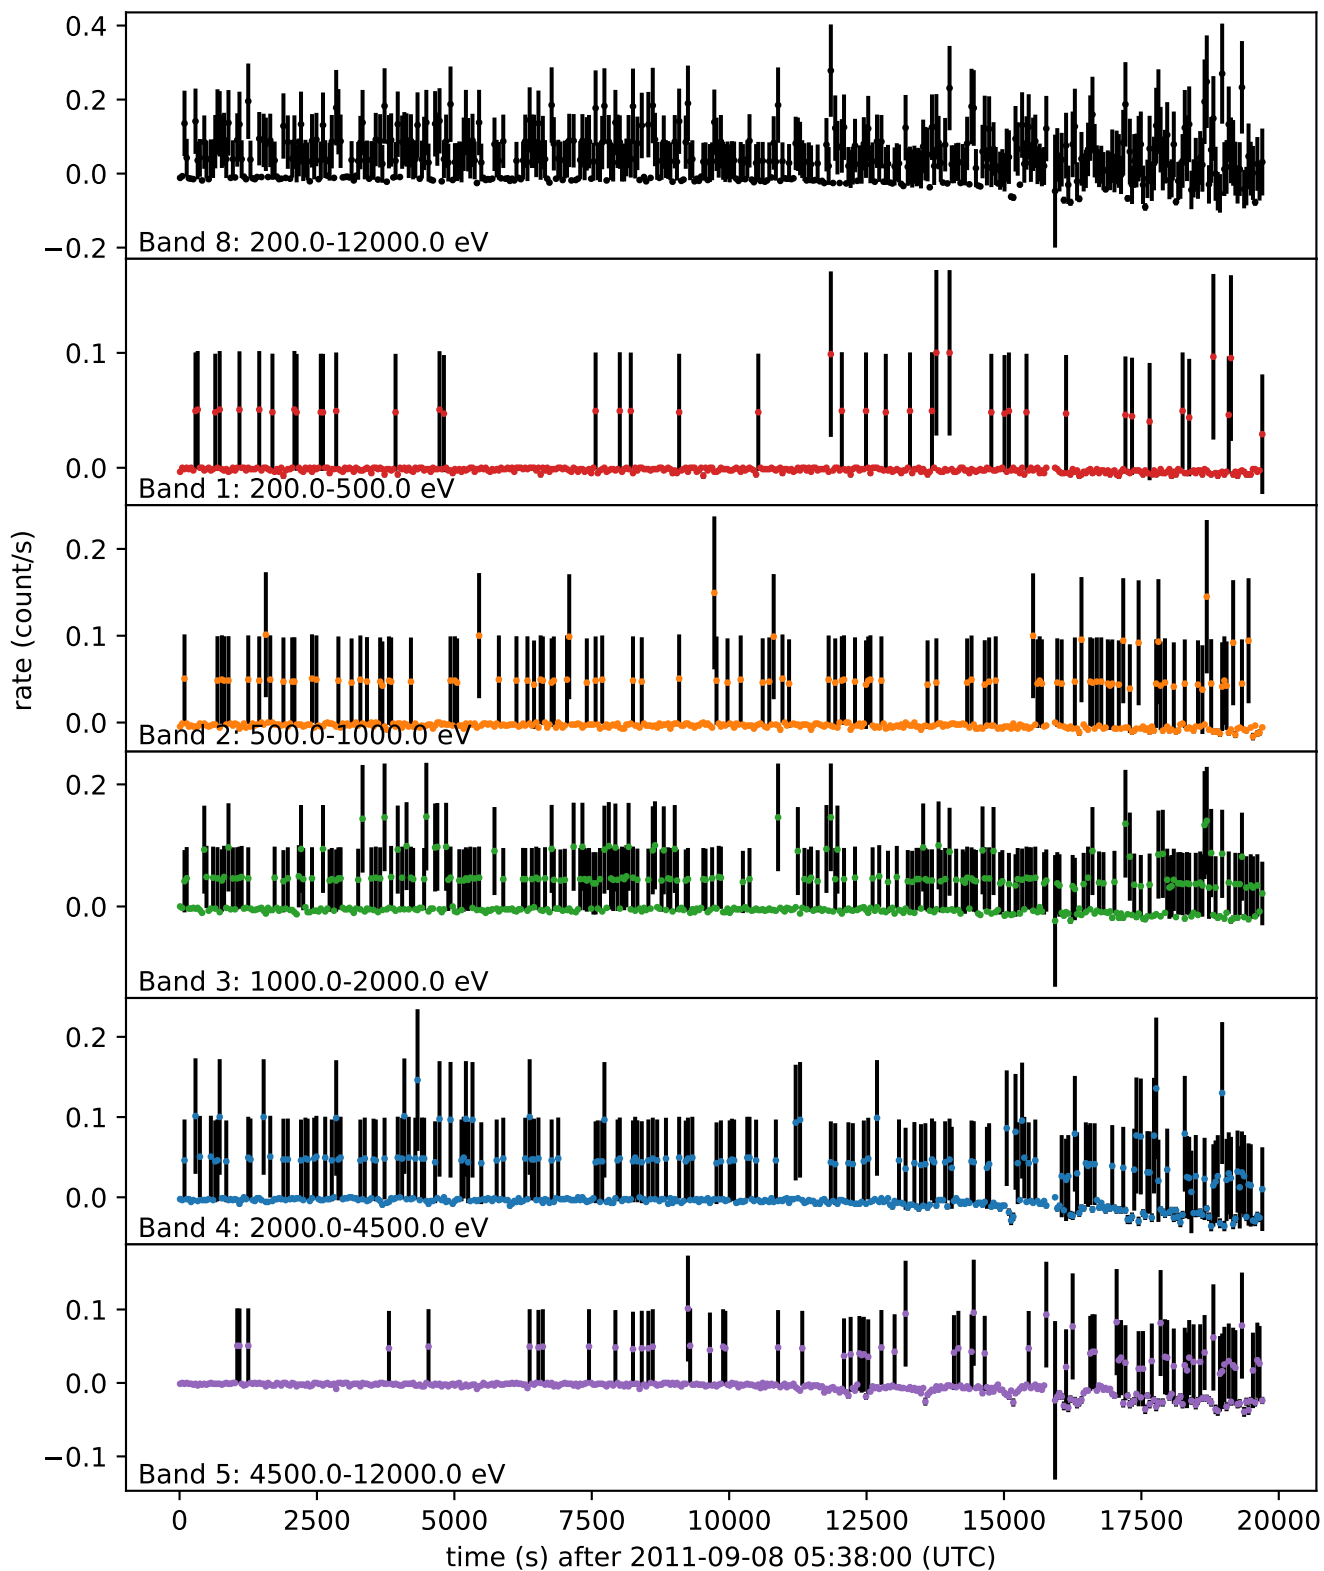 0.4
0.2
0.0
−0.2
Band 8: 200.0-12000.0 eV
0.1
0.0
Band 1: 200.0-500.0 eV
rate (count/s)
0.2
0.1
0.0
Band 2: 500.0-1000.0 eV
0.2
0.0
Band 3: 1000.0-2000.0 eV
0.2
0.1
0.0
Band 4: 2000.0-4500.0 eV
0.1
0.0
−0.1
Band 5: 4500.0-12000.0 eV
0 2500 5000 7500 10000 12500 15000 17500 20000
time (s) after 2011-09-08 05:38:00 (UTC)